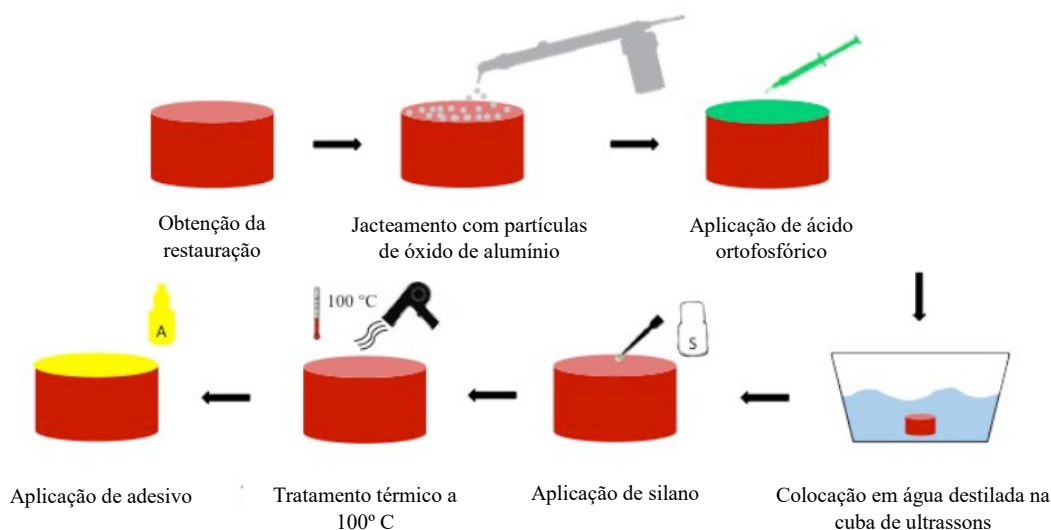 Obtenção da
restauração
Jacteamento com partículas
de óxido de alumínio
Aplicação de ácido
ortofosfórico
A
100 °C
S
Aplicação de adesivo
Tratamento térmico a
100º C
Aplicação de silano
Colocação em água destilada na
cuba de ultrassons